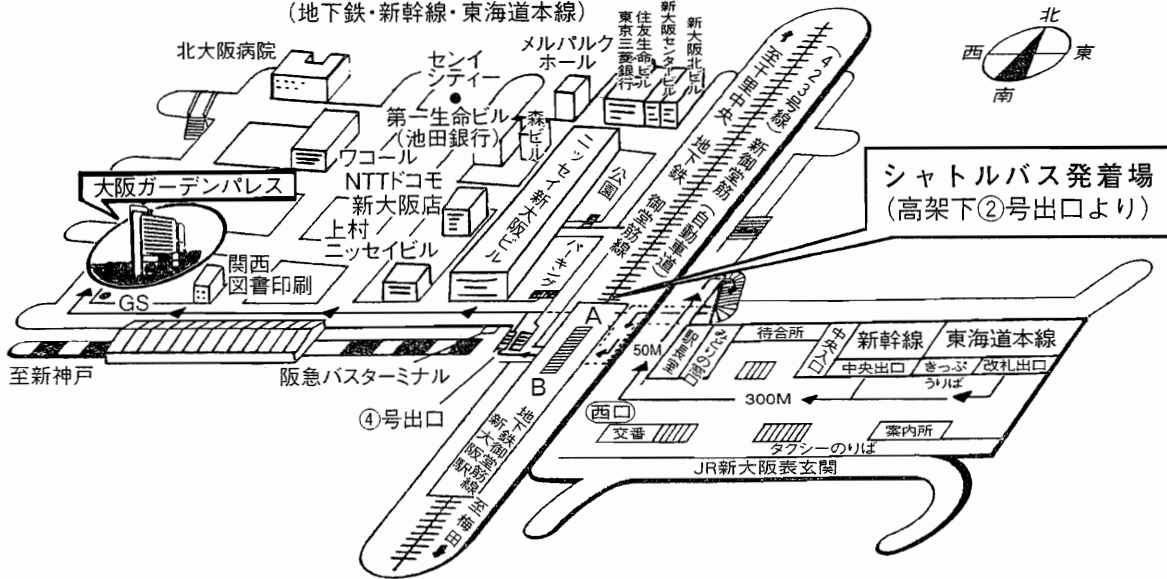 (地下鉄・新幹線・東海道本線)
北
西
東
南
北大阪病院
センイ
シティー
メルパルク
ホール
東京三菱銀行
住友生命ビル
新大阪センタービル
新大阪北ビル
第一生命ビル
(池田銀行)
森ビル
ワコール
NTTドコモ
新大阪店
上村
ニッセイビル
ニッセイ新大阪ビル
公園
パーキング
至千里中央
地下鉄 御堂筋線
(423号線)新御堂筋(自動車道)
大阪ガーデンパレス
シャトルバス発着場
(高架下②号出口より)
関西
図書印刷
GS
至新神戸
阪急バスターミナル
④号出口
A
B
50M
駅長室
みどりの窓口
待合所
中央入口
新幹線
東海道本線
中央出口
きっぷ
うりば
改札出口
300M
西口
交番
タクシーのりば
案内所
JR新大阪表玄関
地下鉄御堂筋線
新大阪駅
至梅田